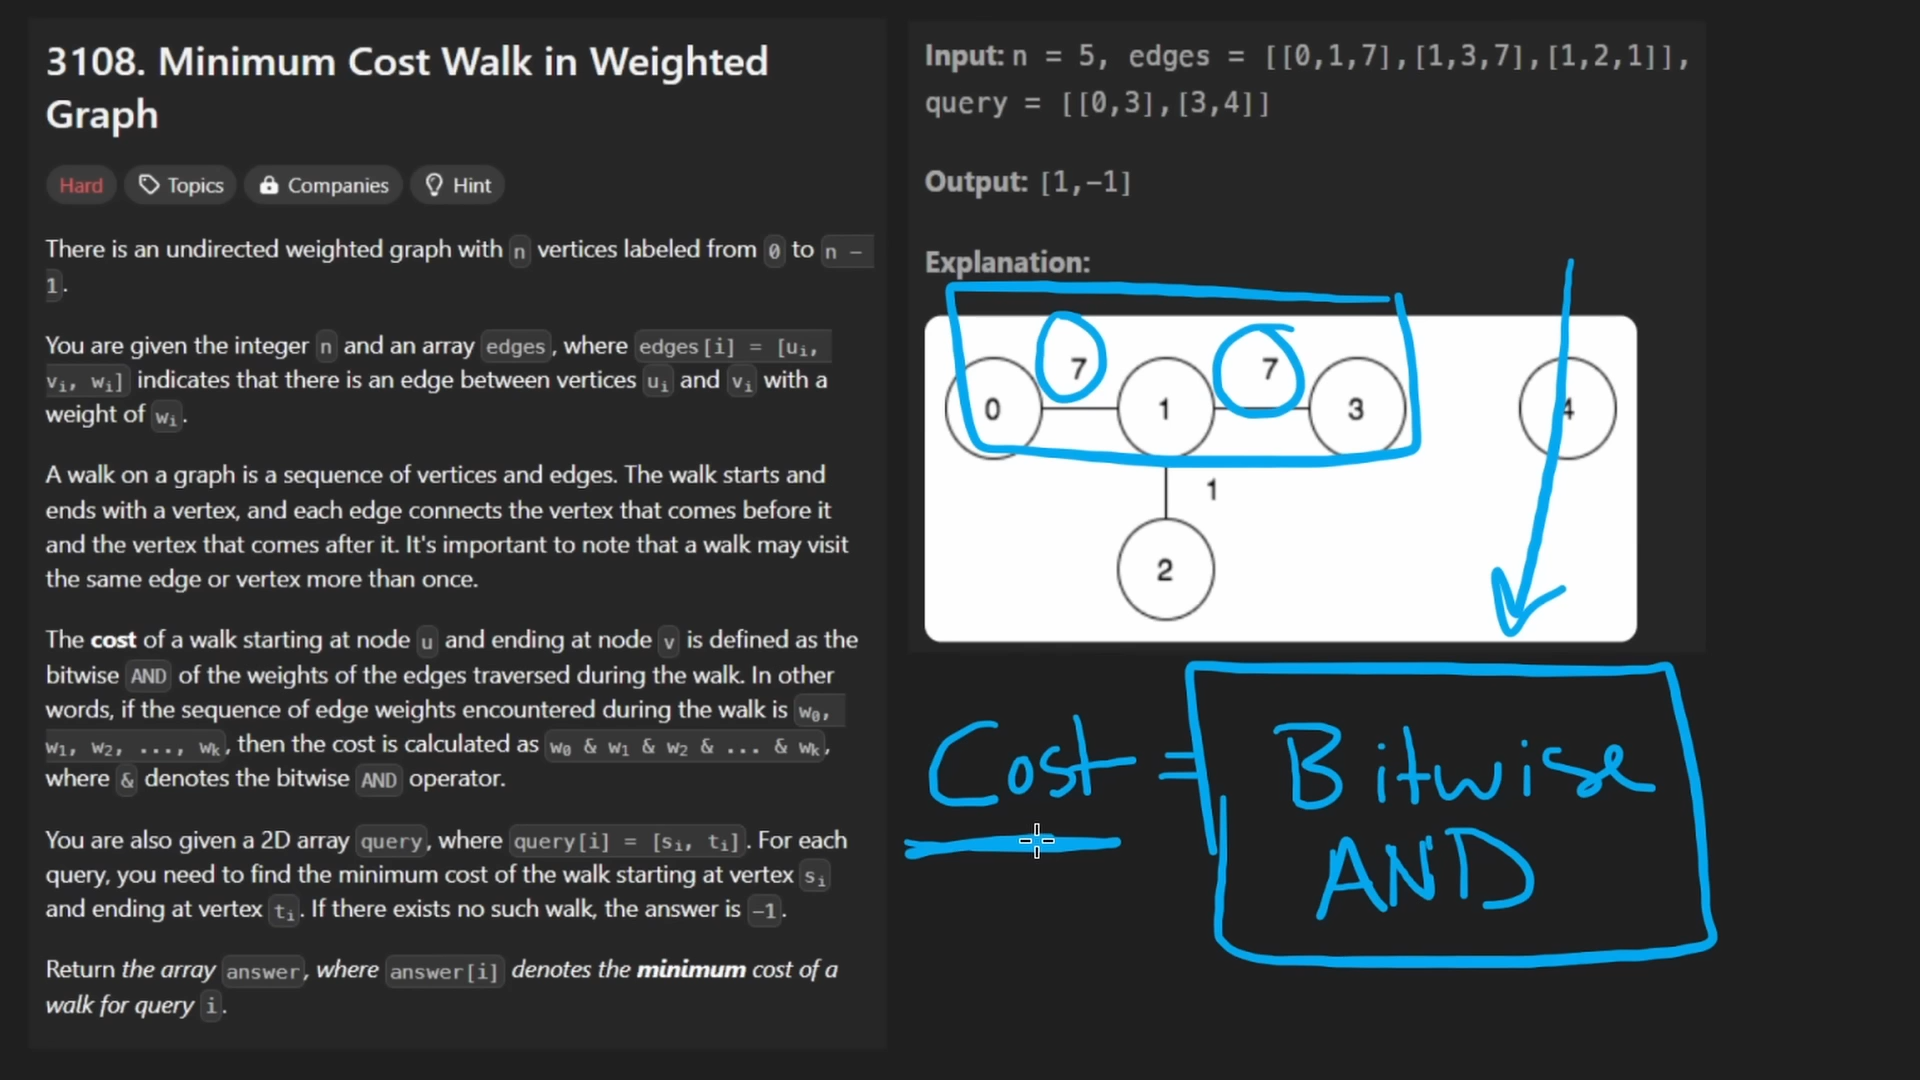 3108. Minimum Cost Walk in Weighted
Graph
Hard Topics Companies Hint
There is an undirected weighted graph with n vertices labeled from 0 to n -
1.
You are given the integer n and an array edges, where edges[i] = [uᵢ,
vᵢ, wᵢ] indicates that there is an edge between vertices uᵢ and vᵢ with a
weight of wᵢ.
A walk on a graph is a sequence of vertices and edges. The walk starts and
ends with a vertex, and each edge connects the vertex that comes before it
and the vertex that comes after it. It's important to note that a walk may visit
the same edge or vertex more than once.
The cost of a walk starting at node u and ending at node v is defined as the
bitwise AND of the weights of the edges traversed during the walk. In other
words, if the sequence of edge weights encountered during the walk is w₀,
w₁, w₂, ..., wₖ, then the cost is calculated as w₀ & w₁ & w₂ & ... & wₖ,
where & denotes the bitwise AND operator.
You are also given a 2D array query, where query[i] = [sᵢ, tᵢ]. For each
query, you need to find the minimum cost of the walk starting at vertex sᵢ
and ending at vertex tᵢ. If there exists no such walk, the answer is -1.
Return the array answer, where answer[i] denotes the minimum cost of a
walk for query i.
Input: n = 5, edges = [[0,1,7],[1,3,7],[1,2,1]],
query = [[0,3],[3,4]]
Output: [1,-1]
Explanation:
7 7
0 1 3 4
1
2
Cost = Bitwise
AND